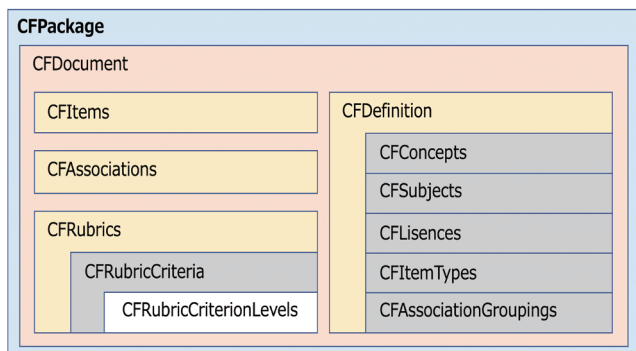 CFPackage
CFDocument
CFItems
CFAssociations
CFRubrics
CFRubricCriteria
CFRubricCriterionLevels
CFDefinition
CFConcepts
CFSubjects
CFLisences
CFItemTypes
CFAssociationGroupings